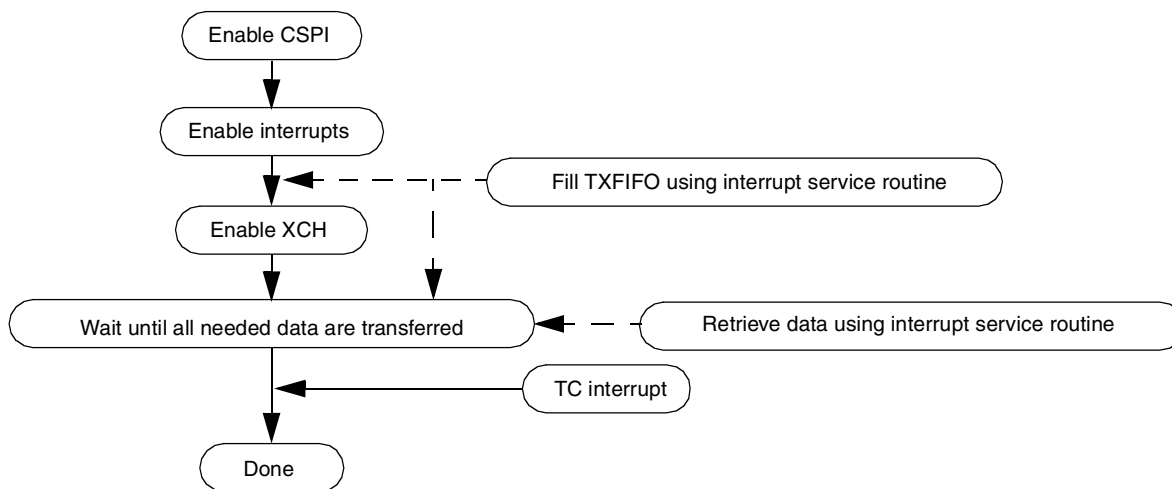 Enable CSPI
Enable interrupts
Fill TXFIFO using interrupt service routine
Enable XCH
Wait until all needed data are transferred
Retrieve data using interrupt service routine
TC interrupt
Done